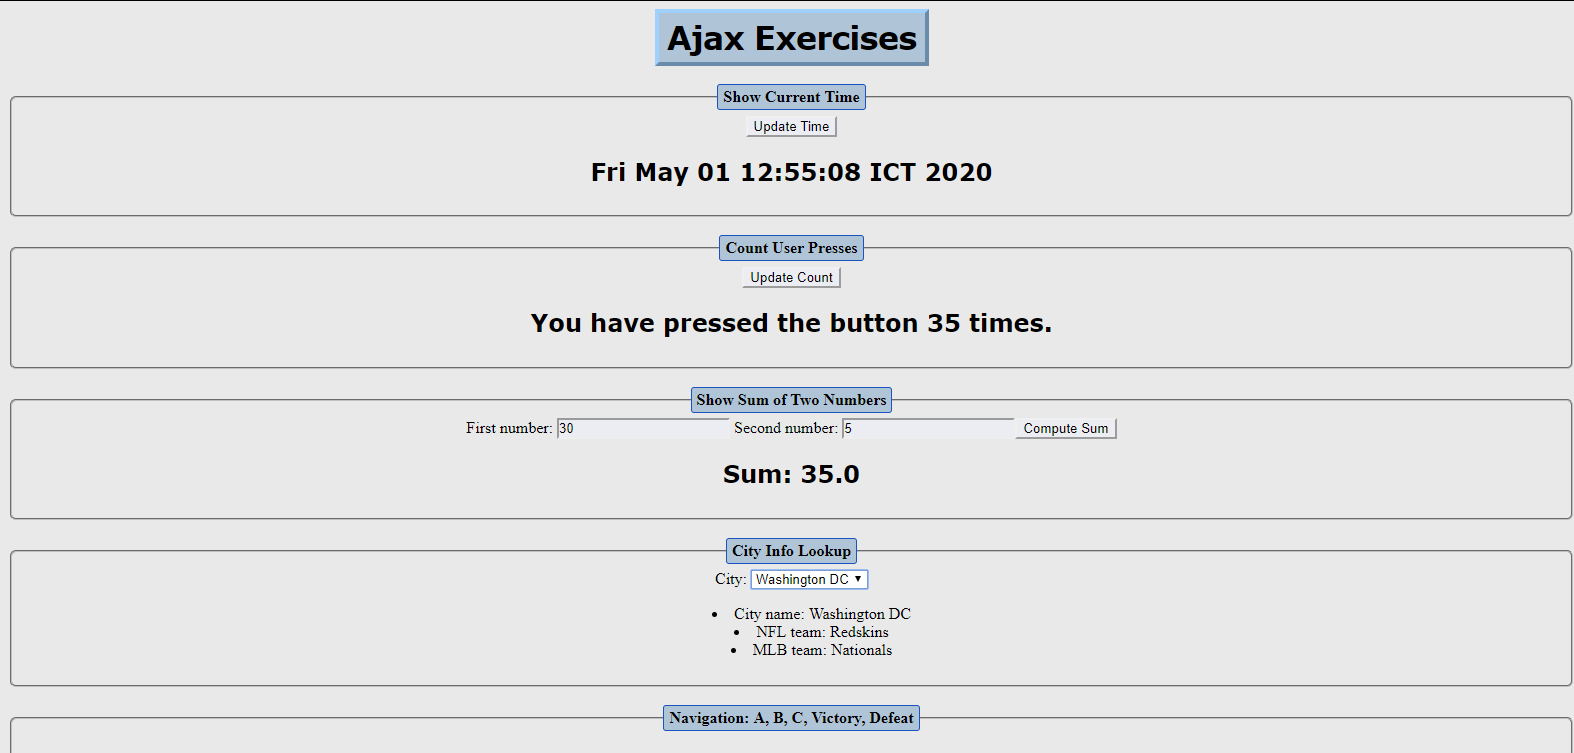 Ajax Exercises
Show Current Time
Update Time
Fri May 01 12:55:08 ICT 2020
Count User Presses
Update Count
You have pressed the button 35 times.
Show Sum of Two Numbers
First number: 30 Second number: 5 Compute Sum
Sum: 35.0
City Info Lookup
City: Washington DC
• City name: Washington DC
• NFL team: Redskins
• MLB team: Nationals
Navigation: A, B, C, Victory, Defeat